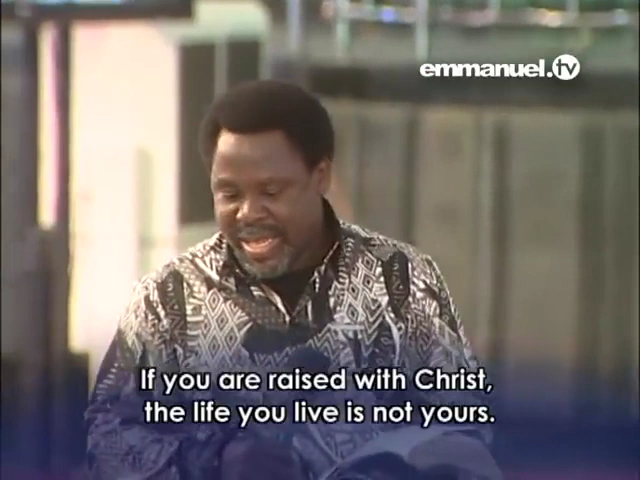 emmanuel.tv
If you are raised with Christ,
the life you live is not yours.